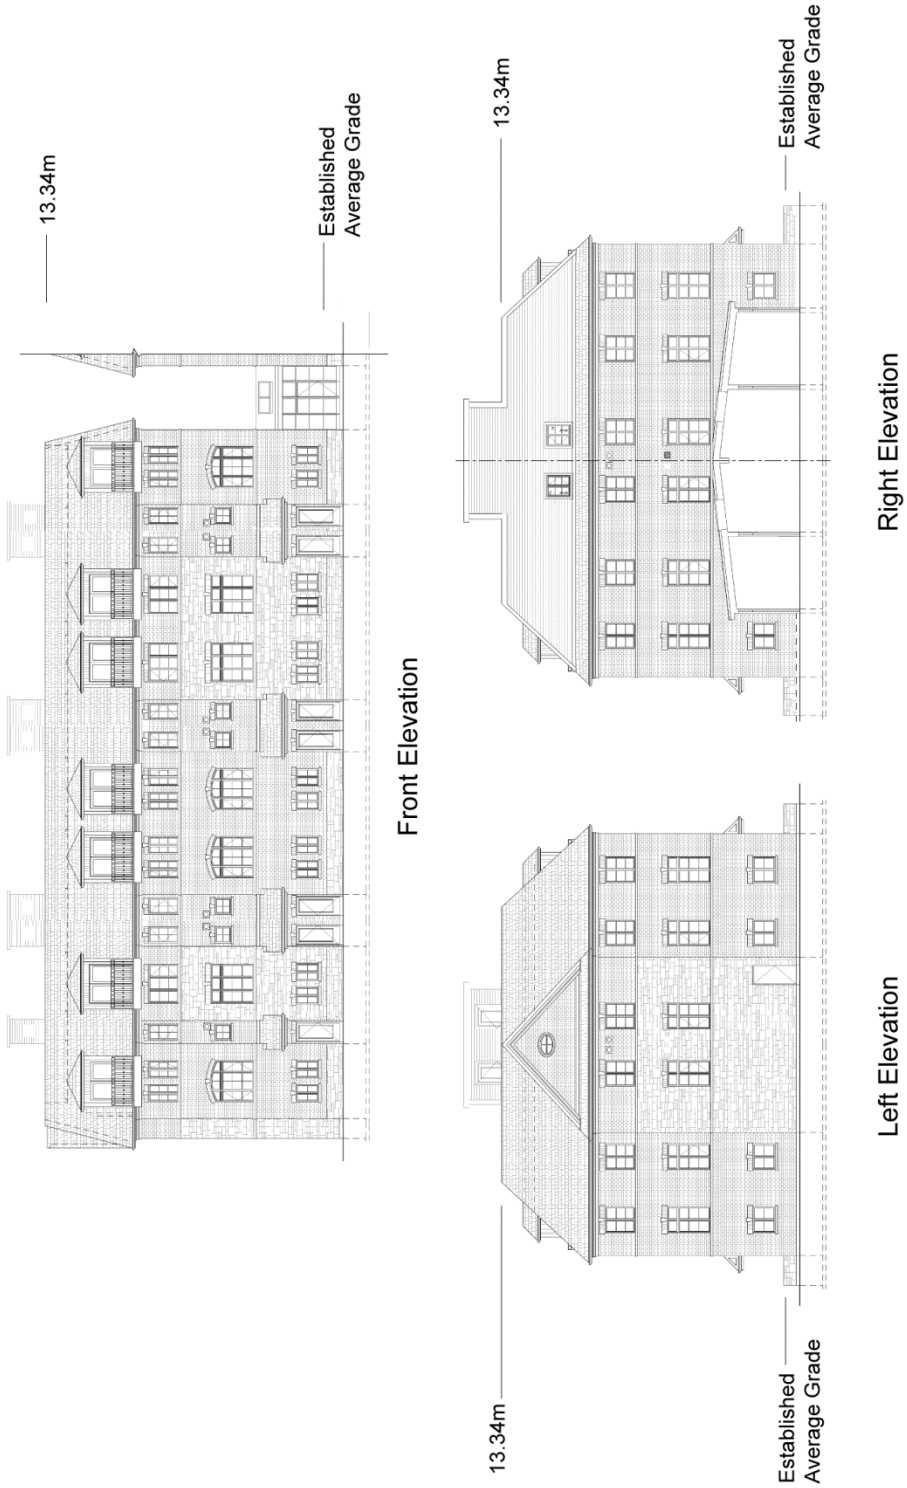 13.34m
Established
Average Grade
Front Elevation
13.34m
Established
Average Grade
Left Elevation
13.34m
Established
Average Grade
Right Elevation